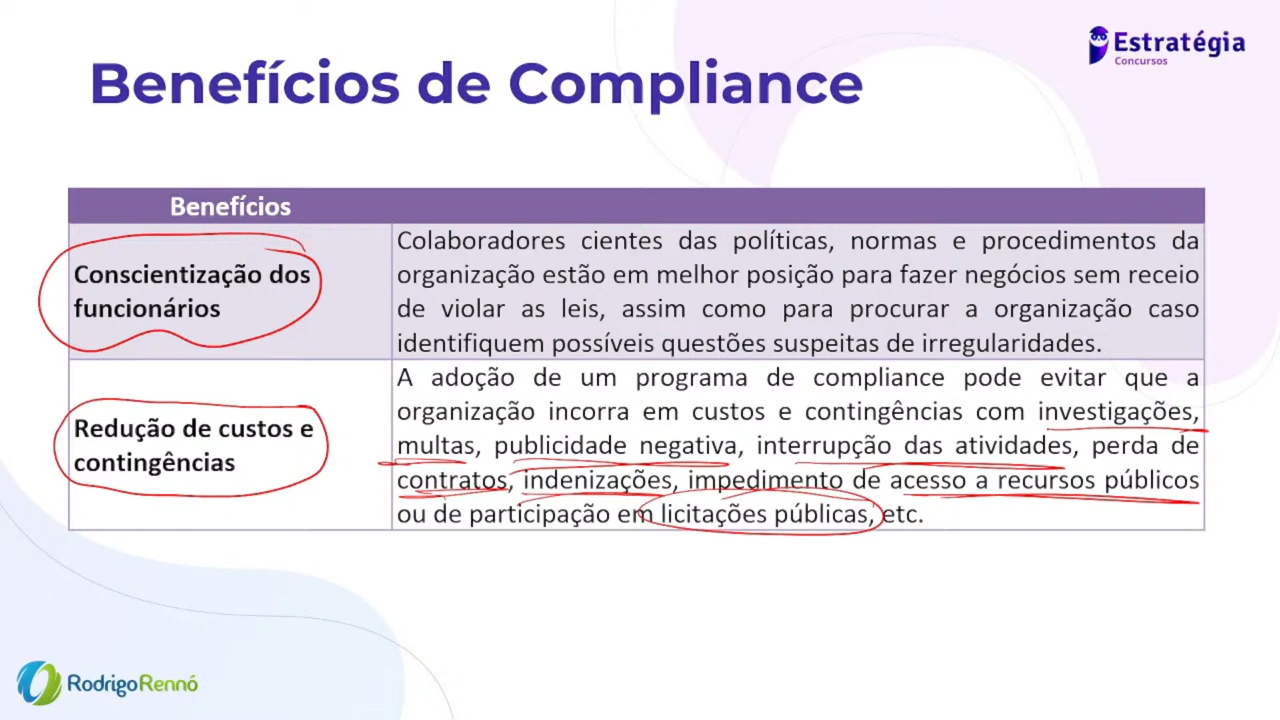 Estratégia
Concursos
Benefícios de Compliance
Benefícios
Conscientização dos
funcionários
Colaboradores cientes das políticas, normas e procedimentos da
organização estão em melhor posição para fazer negócios sem receio
de violar as leis, assim como para procurar a organização caso
identifiquem possíveis questões suspeitas de irregularidades.
Redução de custos e
contingências
A adoção de um programa de compliance pode evitar que a
organização incorra em custos e contingências com investigações,
multas, publicidade negativa, interrupção das atividades, perda de
contratos, indenizações, impedimento de acesso a recursos públicos
ou de participação em licitações públicas, etc.
RodrigoRennó